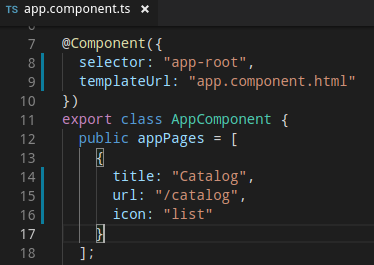 TS app.component.ts ×
7 @Component({
8 selector: "app-root",
9 templateUrl: "app.component.html"
10 })
11 export class AppComponent {
12 public appPages = [
13 {
14 title: "Catalog",
15 url: "/catalog",
16 icon: "list"
17 }
18 ];